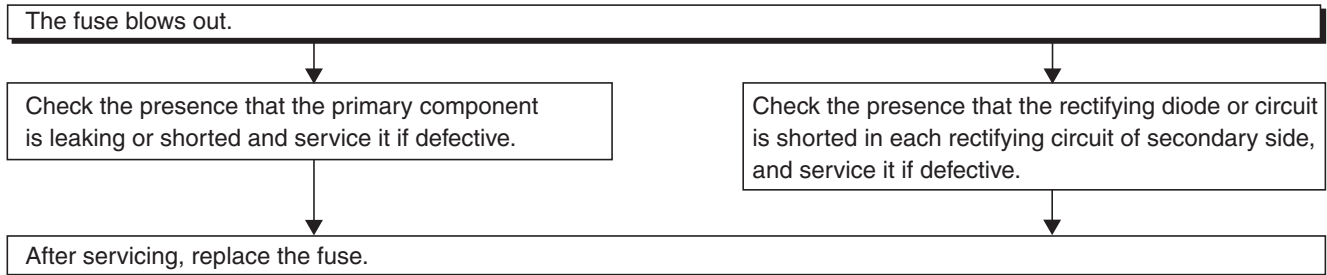 The fuse blows out.
Check the presence that the primary component
is leaking or shorted and service it if defective.
Check the presence that the rectifying diode or circuit
is shorted in each rectifying circuit of secondary side,
and service it if defective.
After servicing, replace the fuse.